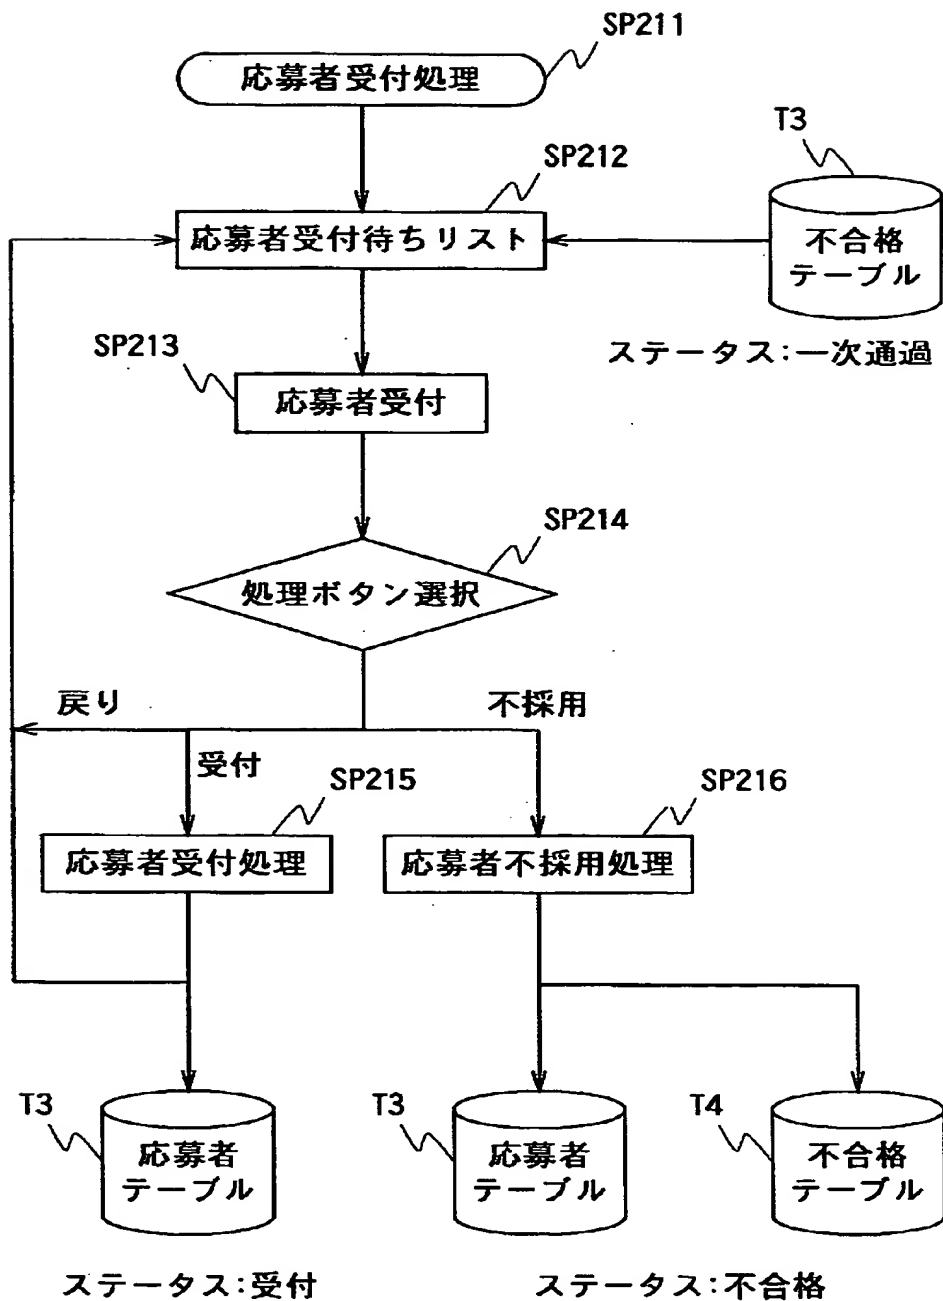 SP211
応募者受付処理
T3
SP212
応募者受付待ちリスト
不合格
テーブル
SP213
ステータス:一次通過
応募者受付
SP214
処理ボタン選択
戻り
不採用
受付
SP215
SP216
応募者受付処理
応募者不採用処理
T3
応募者
テーブル
T3
応募者
テーブル
T4
不合格
テーブル
ステータス:受付
ステータス:不合格